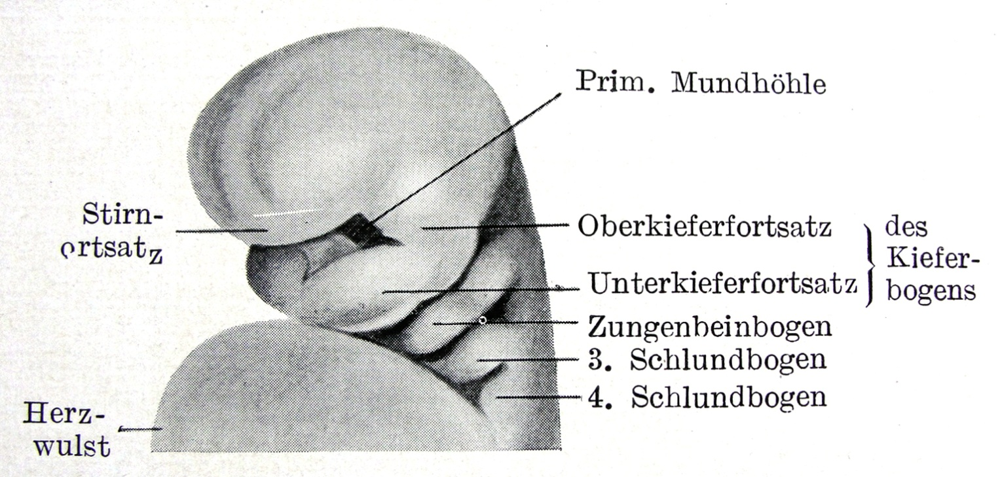 Prim. Mundhöhle
Stirn-
ortsatz
Oberkieferfortsatz
Unterkieferfortsatz
des
Kiefer-
bogens
Zungenbeinbogen
3. Schlundbogen
4. Schlundbogen
Herz-
wulst